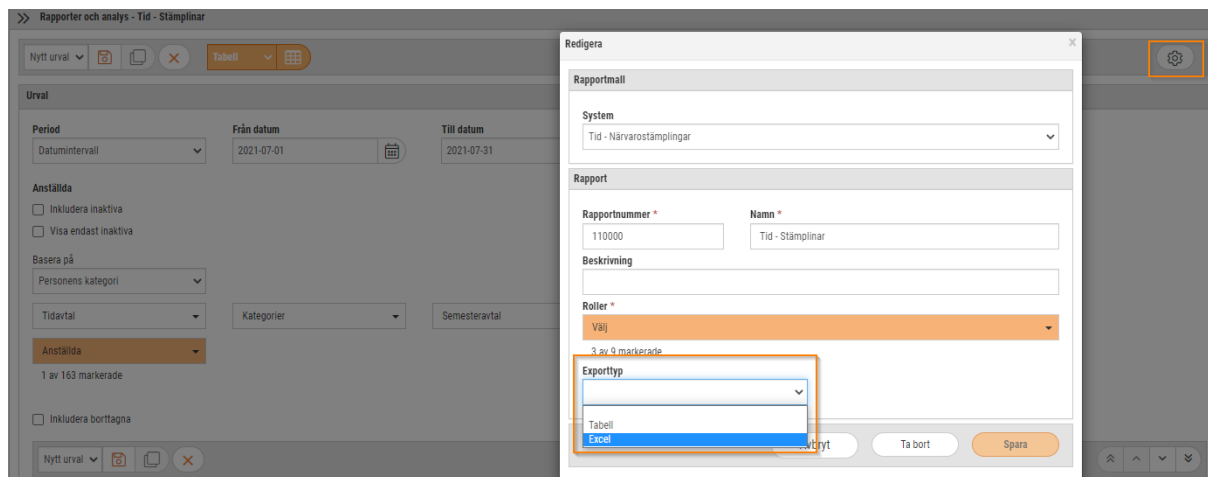 Rapporter och analys - Tid - Stämplinar
Nytt urval
Tabell
Urval
Period
Från datum
Till datum
Datumintervall
2021-07-01
2021-07-31
Anställda
Inkludera inaktiva
Visa endast inaktiva
Basera på
Personens kategori
Tidavtal
Kategorier
Semesteravtal
Anställda
1 av 163 markerade
Inkludera borttagna
Nytt urval
Redigera
x
Rapportmall
System
Tid - Närvarostämplingar
Rapport
Rapportnummer *
Namn *
110000
Tid - Stämplinar
Beskrivning
Roller *
Välj
3 av 9 markerade
Exporttyp
Tabell
Excel
Avbryt
Ta bort
Spara